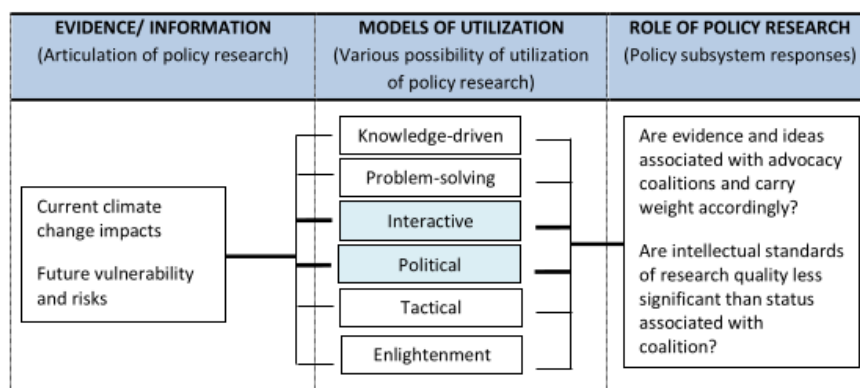 EVIDENCE/ INFORMATION
(Articulation of policy research)
MODELS OF UTILIZATION
(Various possibility of utilization
of policy research)
ROLE OF POLICY RESEARCH
(Policy subsystem responses)
Current climate
change impacts
Future vulnerability
and risks
Knowledge-driven
Problem-solving
Interactive
Political
Tactical
Enlightenment
Are evidence and ideas
associated with advocacy
coalitions and carry
weight accordingly?
Are intellectual standards
of research quality less
significant than status
associated with
coalition?